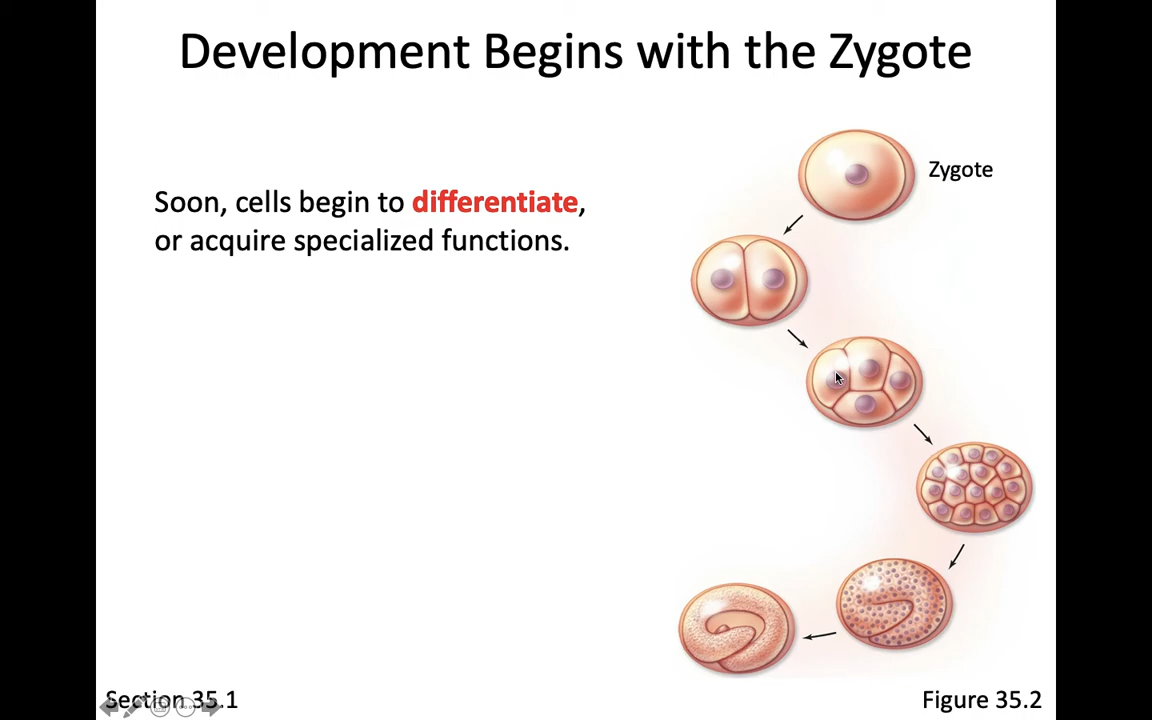 Development Begins with the Zygote
Zygote
Soon, cells begin to differentiate,
or acquire specialized functions.
Section 35.1
Figure 35.2